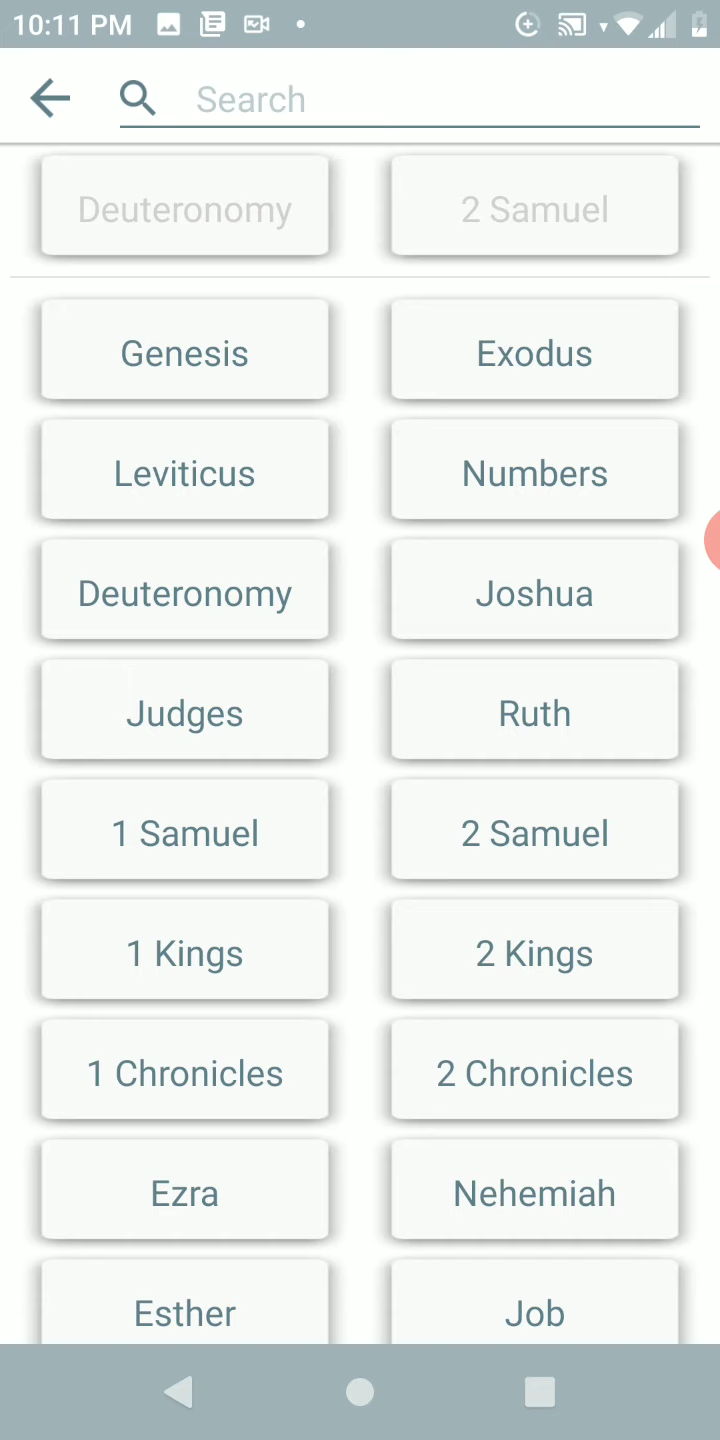 10:11 PM
Search
Deuteronomy
2 Samuel
Genesis
Exodus
Leviticus
Numbers
Deuteronomy
Joshua
Judges
Ruth
1 Samuel
2 Samuel
1 Kings
2 Kings
1 Chronicles
2 Chronicles
Ezra
Nehemiah
Esther
Job